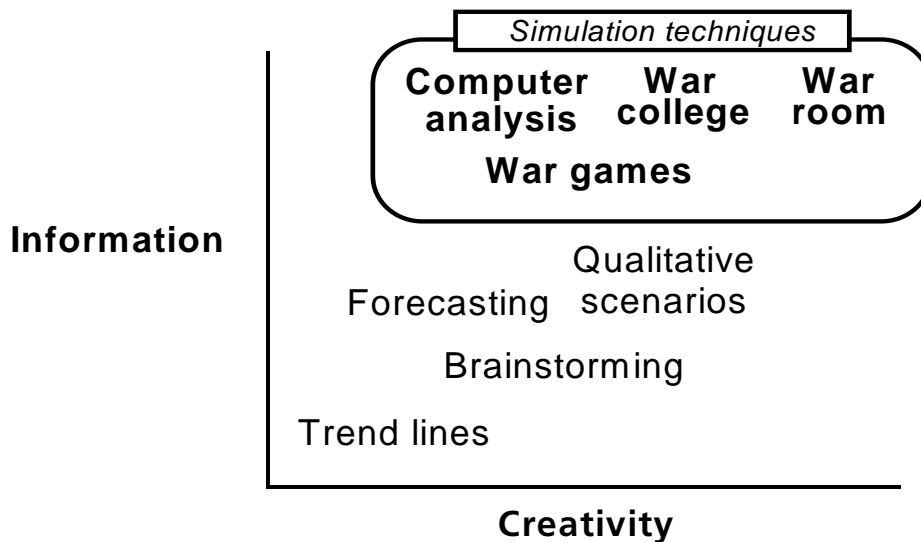 Simulation techniques
Computer
analysis
War
college
War
room
War games
Information
Qualitative
scenarios
Forecasting
Brainstorming
Trend lines
Creativity